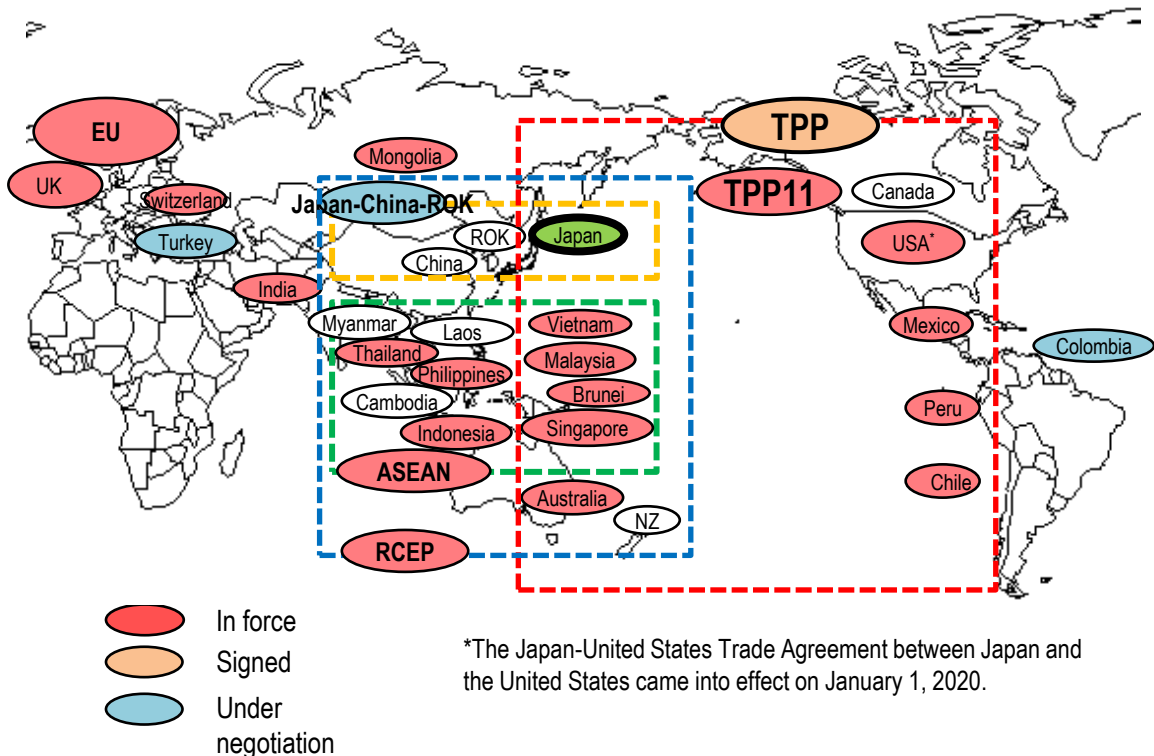 TPP
EU
Mongolia
UK
Switzerland
TPP11
Canada
Japan-China-ROK
Turkey
ROK
Japan
USA*
China
India
Myanmar
Laos
Vietnam
Mexico
Thailand
Malaysia
Colombia
Philippines
Cambodia
Brunei
Peru
Indonesia
Singapore
ASEAN
Australia
Chile
NZ
RCEP
In force
Signed
Under
negotiation
*The Japan-United States Trade Agreement between Japan and
the United States came into effect on January 1, 2020.